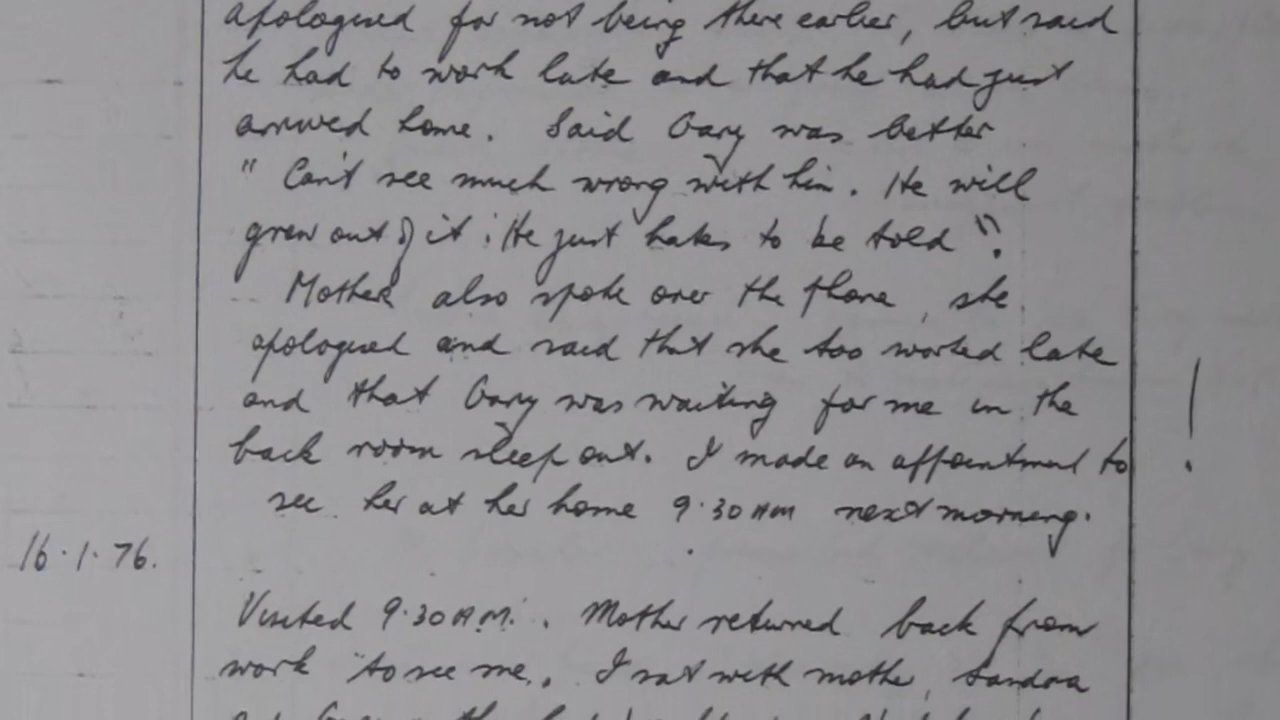 apologised for not being there earlier, but said
he had to work late and that he had just
arrived home. Said Gary was better
" Can't see much wrong with him. He will
grow out of it; He just hates to be told ".
Mother also spoke over the phone, she
apologised and said that she too worked late
and that Gary was waiting for me in the
back room sleep out. I made an appointment to
see her at her home 9.30 AM next morning.
!
16.1.76.
Visited 9.30 A.M. . Mother returned back from
work to see me. I sat with mother, Sandra